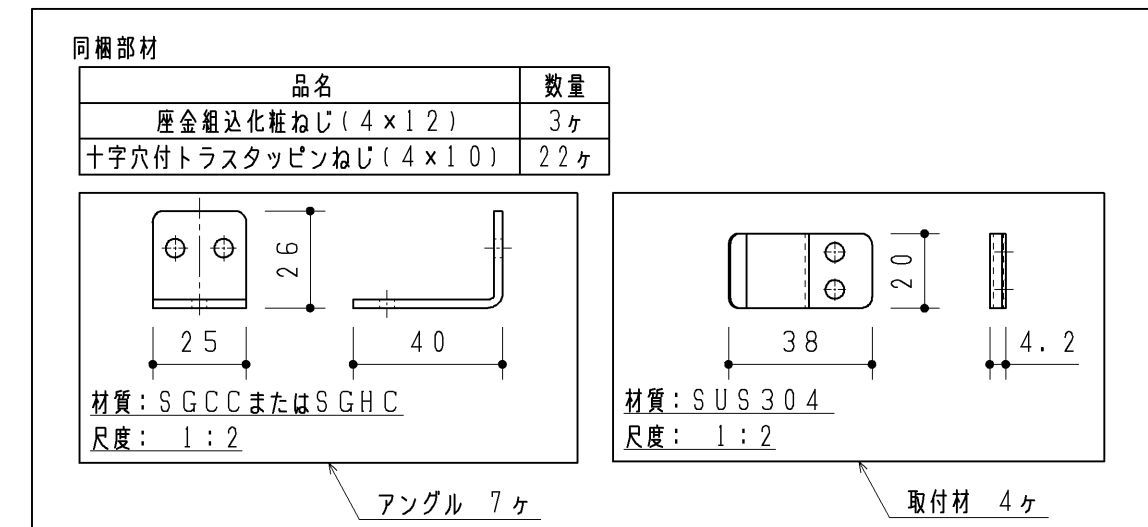 同梱部材
品名 数量
座金組込化粧ねじ(4×12) 3ヶ
十字穴付トラスタッピンねじ(4×10) 22ヶ
26
25
40
材質:SGCCまたはSGHC
尺度: 1:2
アングル 7ヶ
20
38
4.2
材質:SUS304
尺度: 1:2
取付材 4ヶ